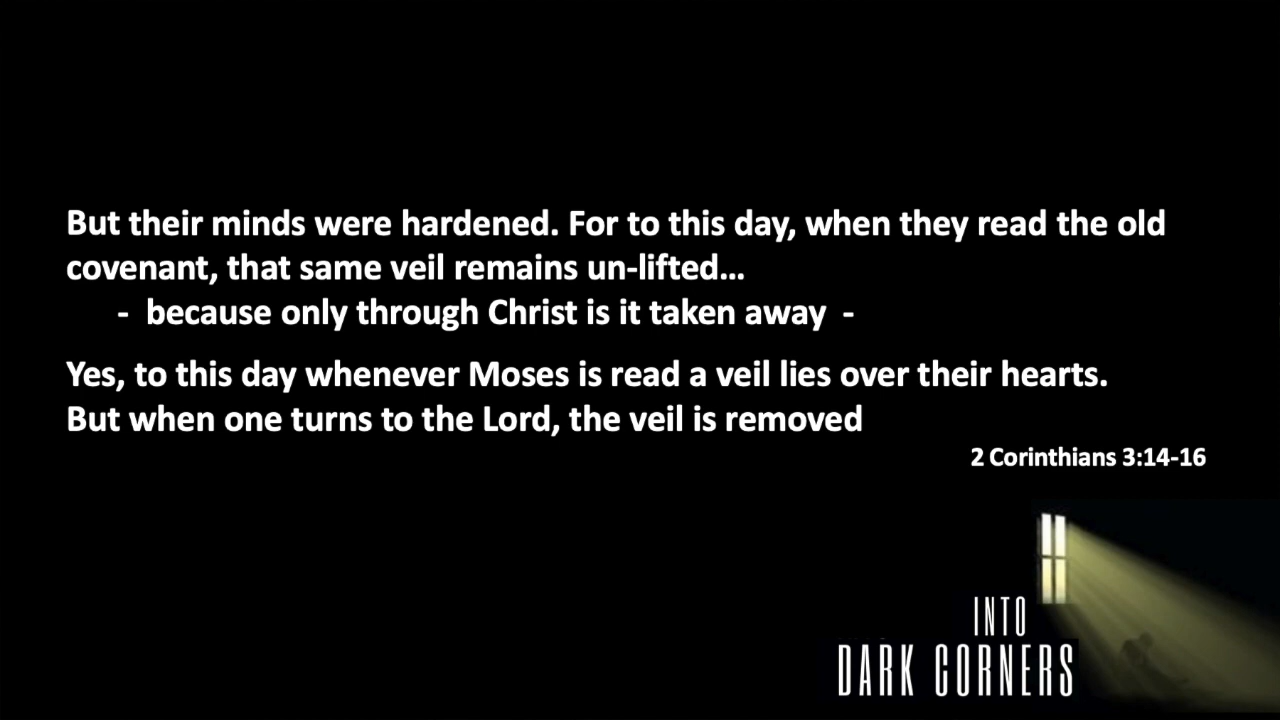 But their minds were hardened. For to this day, when they read the old
covenant, that same veil remains un-lifted...
- because only through Christ is it taken away -
Yes, to this day whenever Moses is read a veil lies over their hearts.
But when one turns to the Lord, the veil is removed
2 Corinthians 3:14-16
INTO
DARK CORNERS